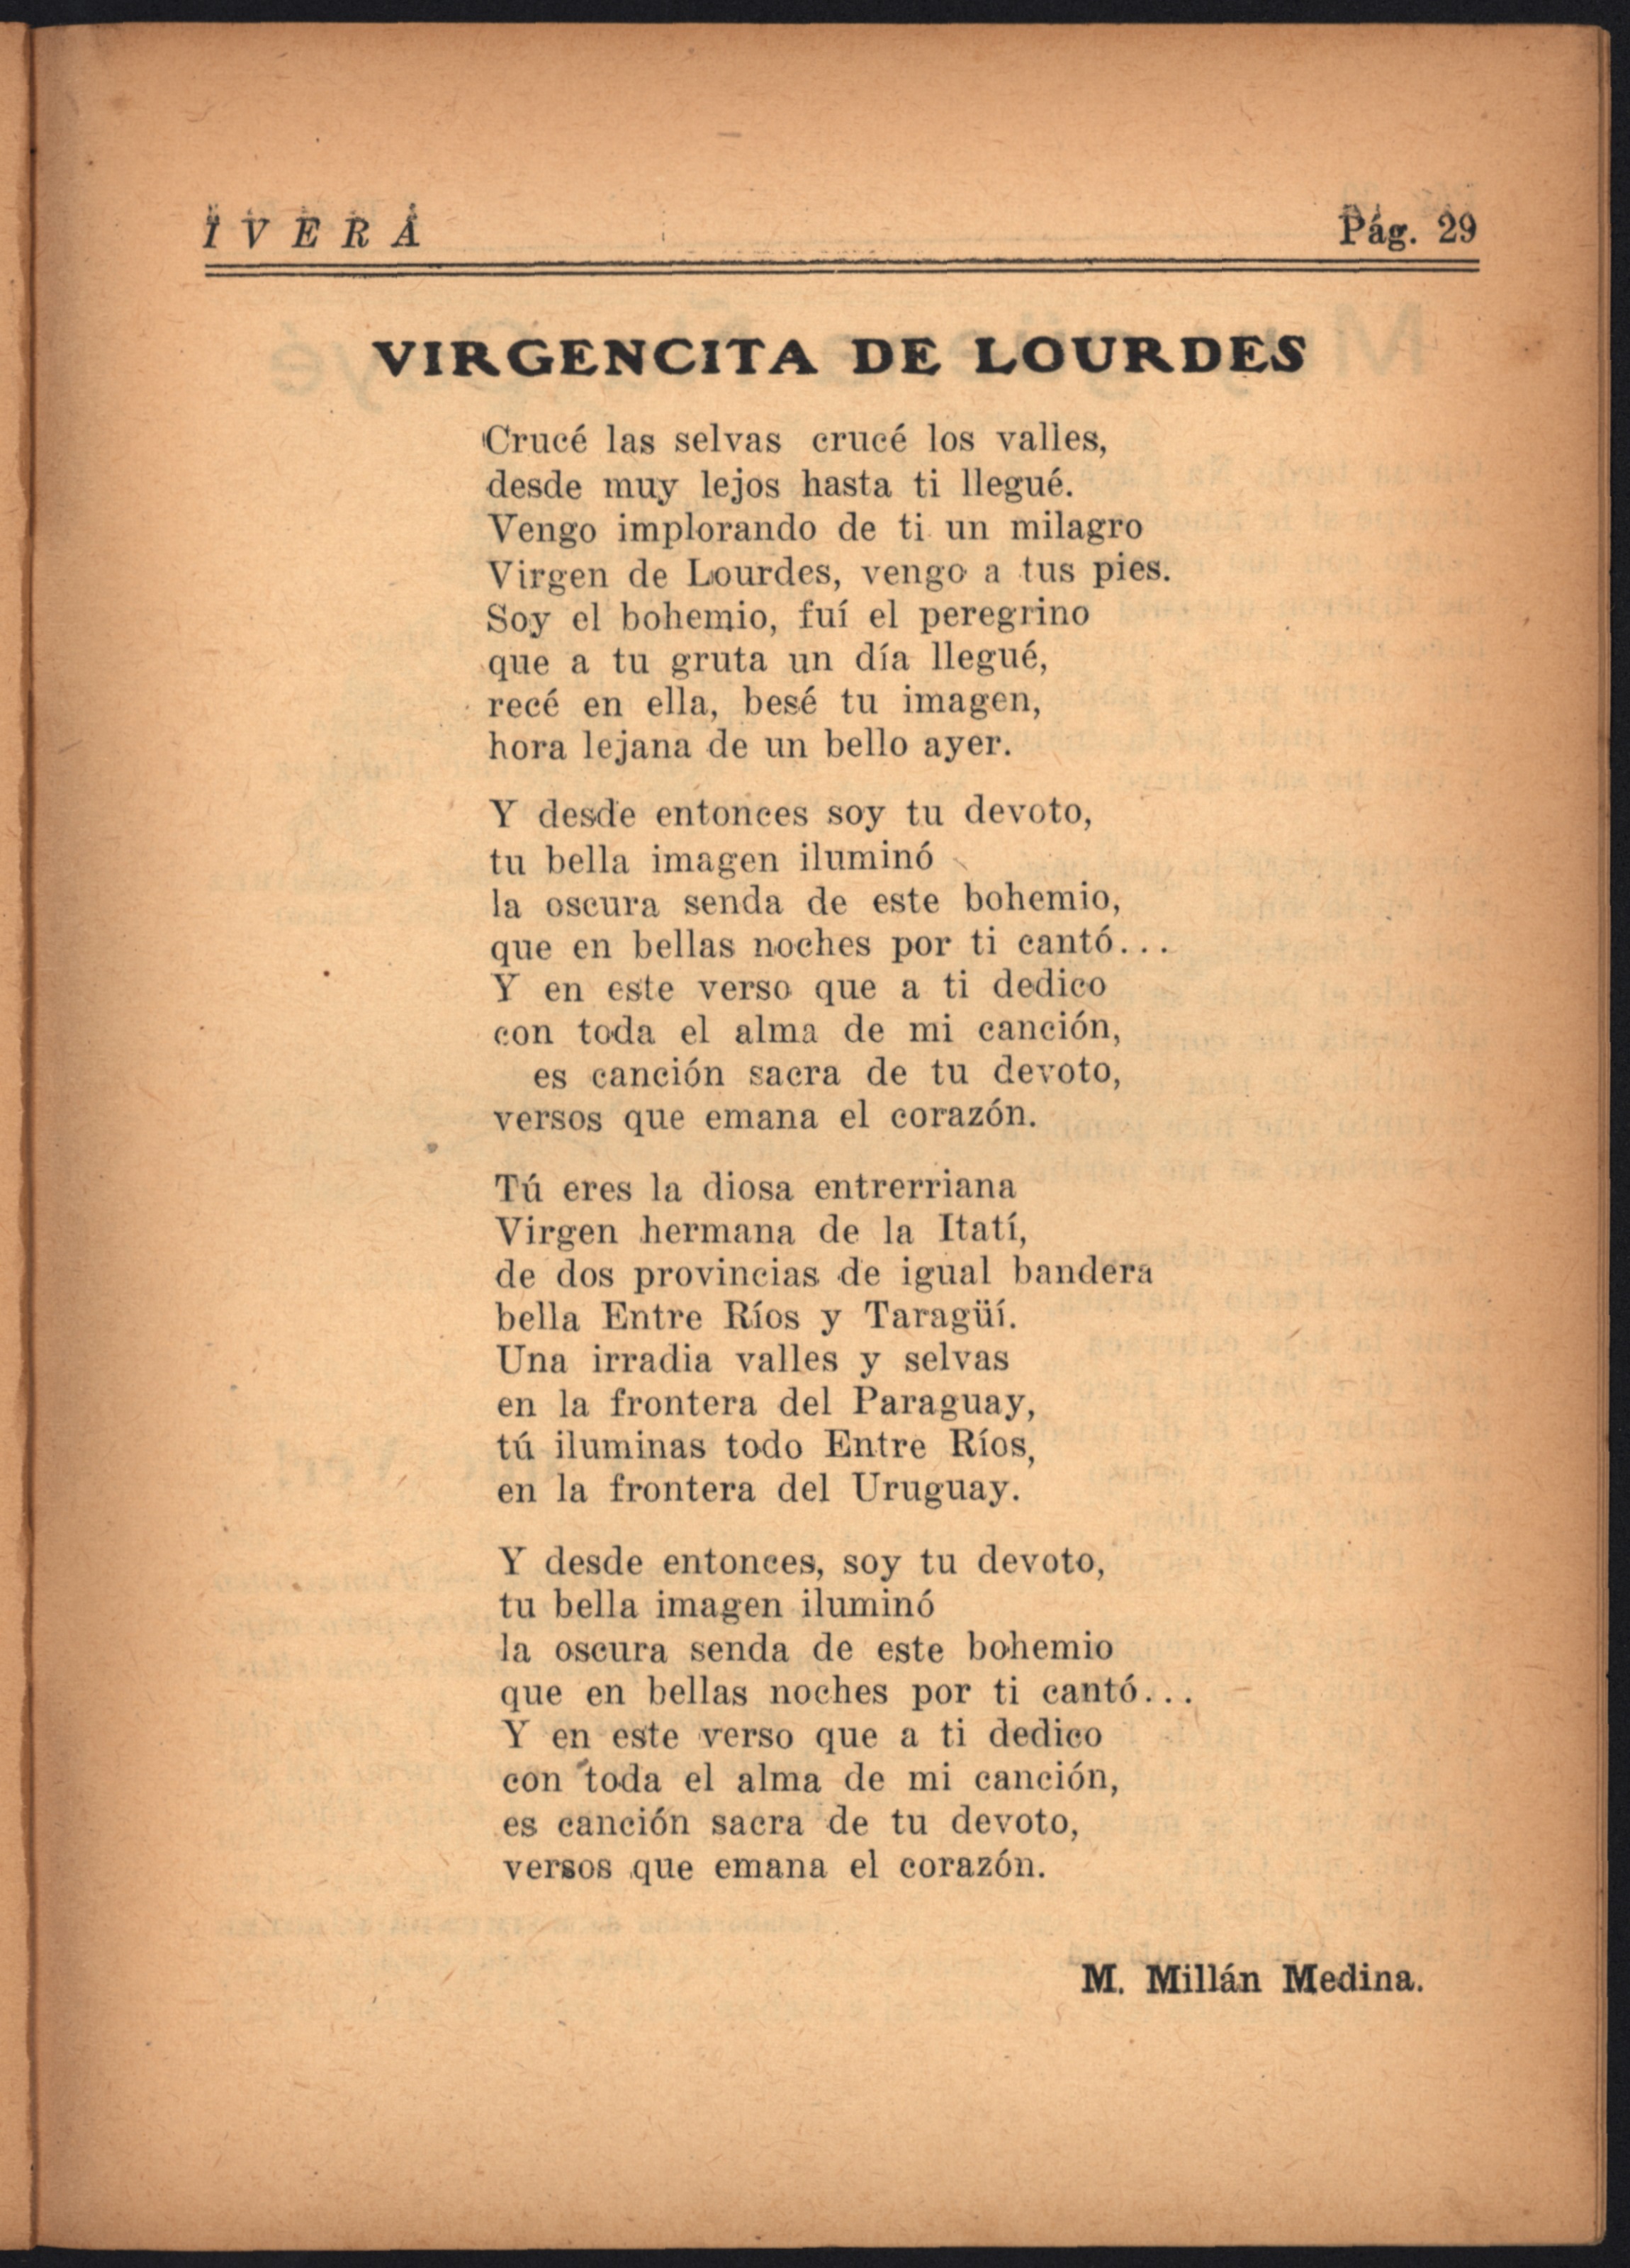 IVERÁ Pág. 29
VIRGENCITA DE LOURDES
Crucé las selvas crucé los valles,
desde muy lejos hasta ti llegué.
Vengo implorando de ti un milagro
Virgen de Lourdes, vengo a tus pies.
Soy el bohemio, fuí el peregrino
que a tu gruta un día llegué,
recé en ella, besé tu imagen,
hora lejana de un bello ayer.
Y desde entonces soy tu devoto,
tu bella imagen iluminó
la oscura senda de este bohemio,
que en bellas noches por ti cantó...
Y en este verso que a ti dedico
con toda el alma de mi canción,
es canción sacra de tu devoto,
versos que emana el corazón.
Tú eres la diosa entrerriana
Virgen hermana de la Itatí,
de dos provincias de igual bandera
bella Entre Ríos y Taragüí.
Una irradia valles y selvas
en la frontera del Paraguay,
tú iluminas todo Entre Ríos,
en la frontera del Uruguay.
Y desde entonces, soy tu devoto,
tu bella imagen iluminó
la oscura senda de este bohemio
que en bellas noches por ti cantó...
Y en este verso que a ti dedico
con toda el alma de mi canción,
es canción sacra de tu devoto,
versos que emana el corazón.
M. Millán Medina.